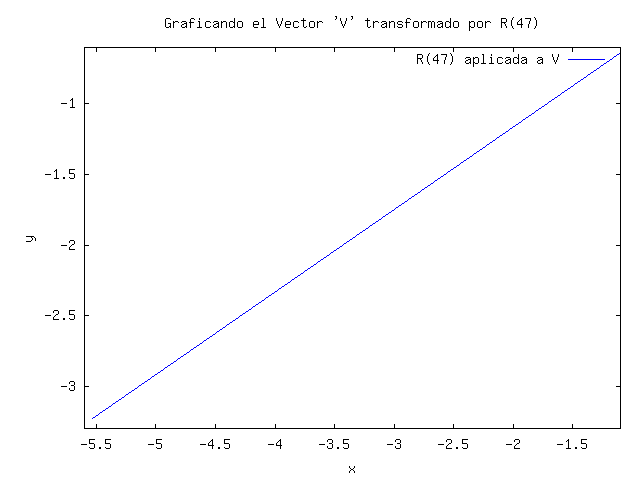 Graficando el Vector 'V' transformado por R(47)
R(47) aplicada a V
-1
-1.5
-2
-2.5
-3
y
-5.5 -5 -4.5 -4 -3.5 -3 -2.5 -2 -1.5
x